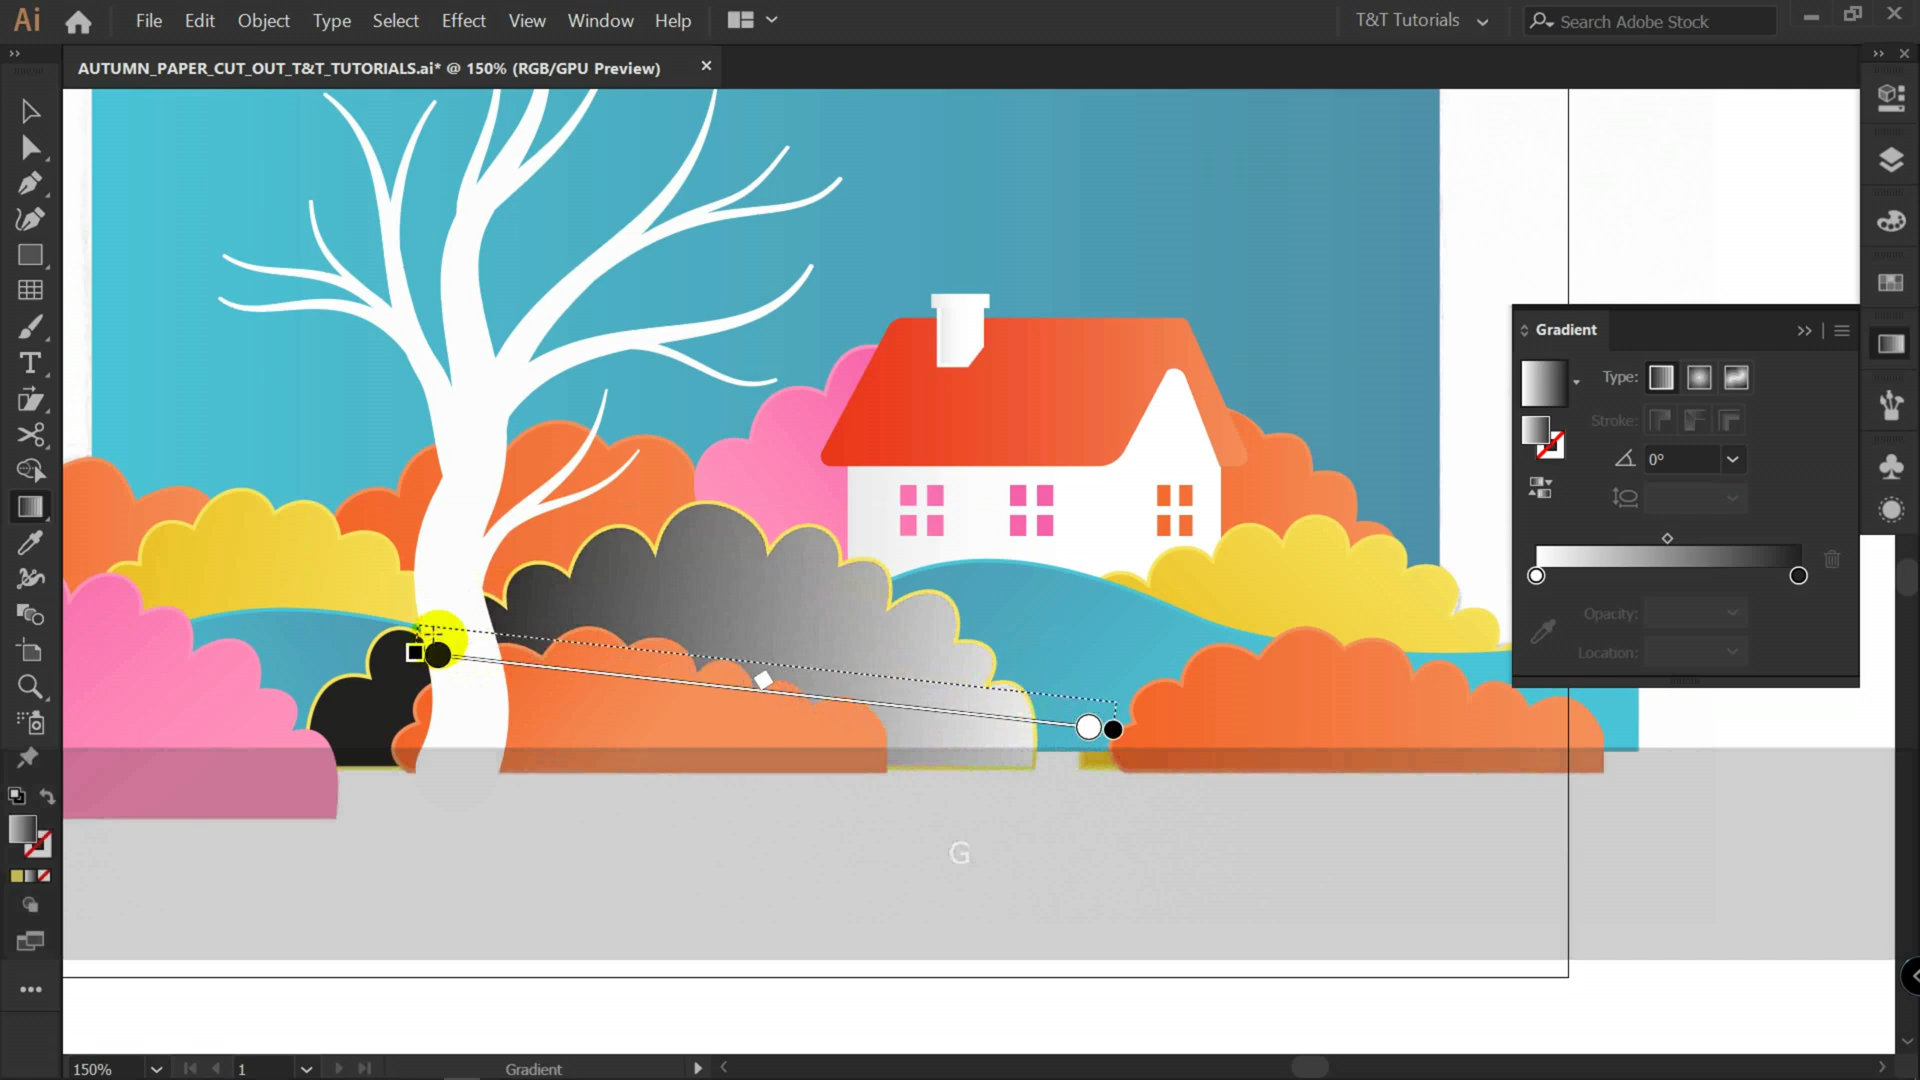 Ai File Edit Object Type Select Effect View Window Help T&T Tutorials Search Adobe Stock
AUTUMN_PAPER_CUT_OUT_T&T_TUTORIALS.ai* @ 150% (RGB/GPU Preview)
Gradient
Type:
Stroke:
0°
Opacity:
Location:
G
150% 1 Gradient